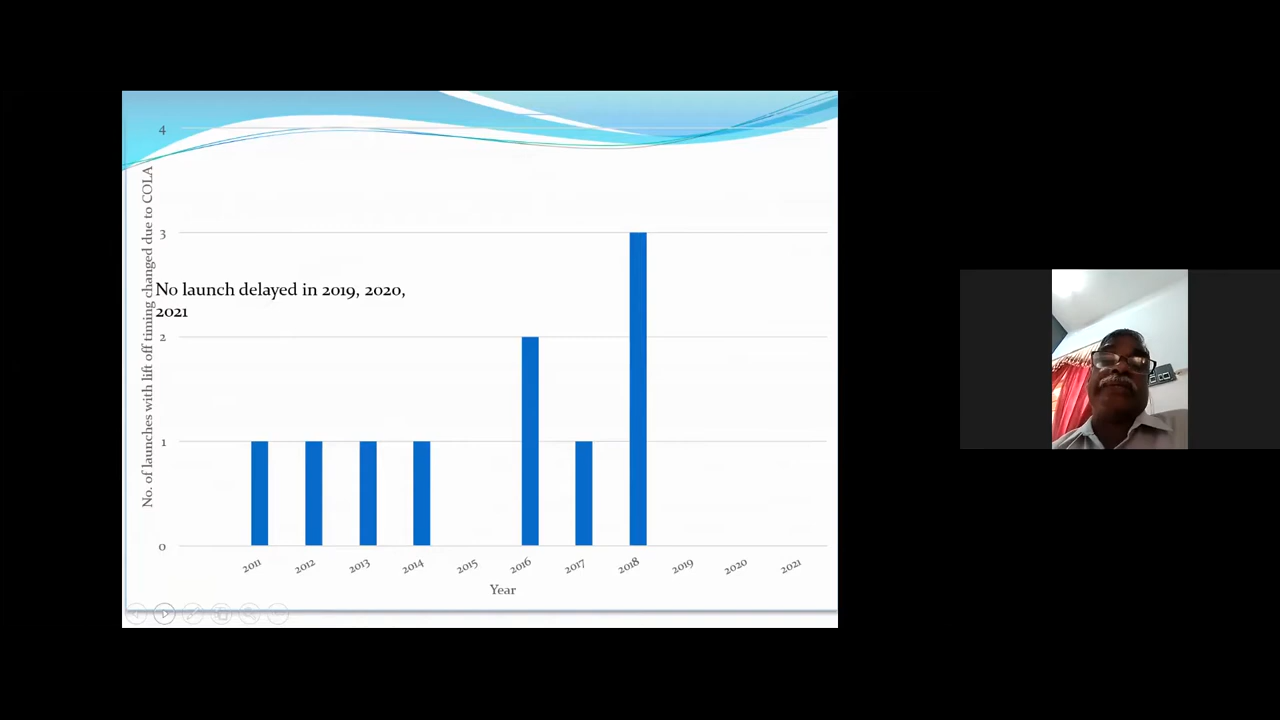 4
No. of launches with lift off timing changed due to COLA
3
No launch delayed in 2019, 2020,
2021
2
1
0
2011 2012 2013 2014 2015 2016 2017 2018 2019 2020 2021
Year